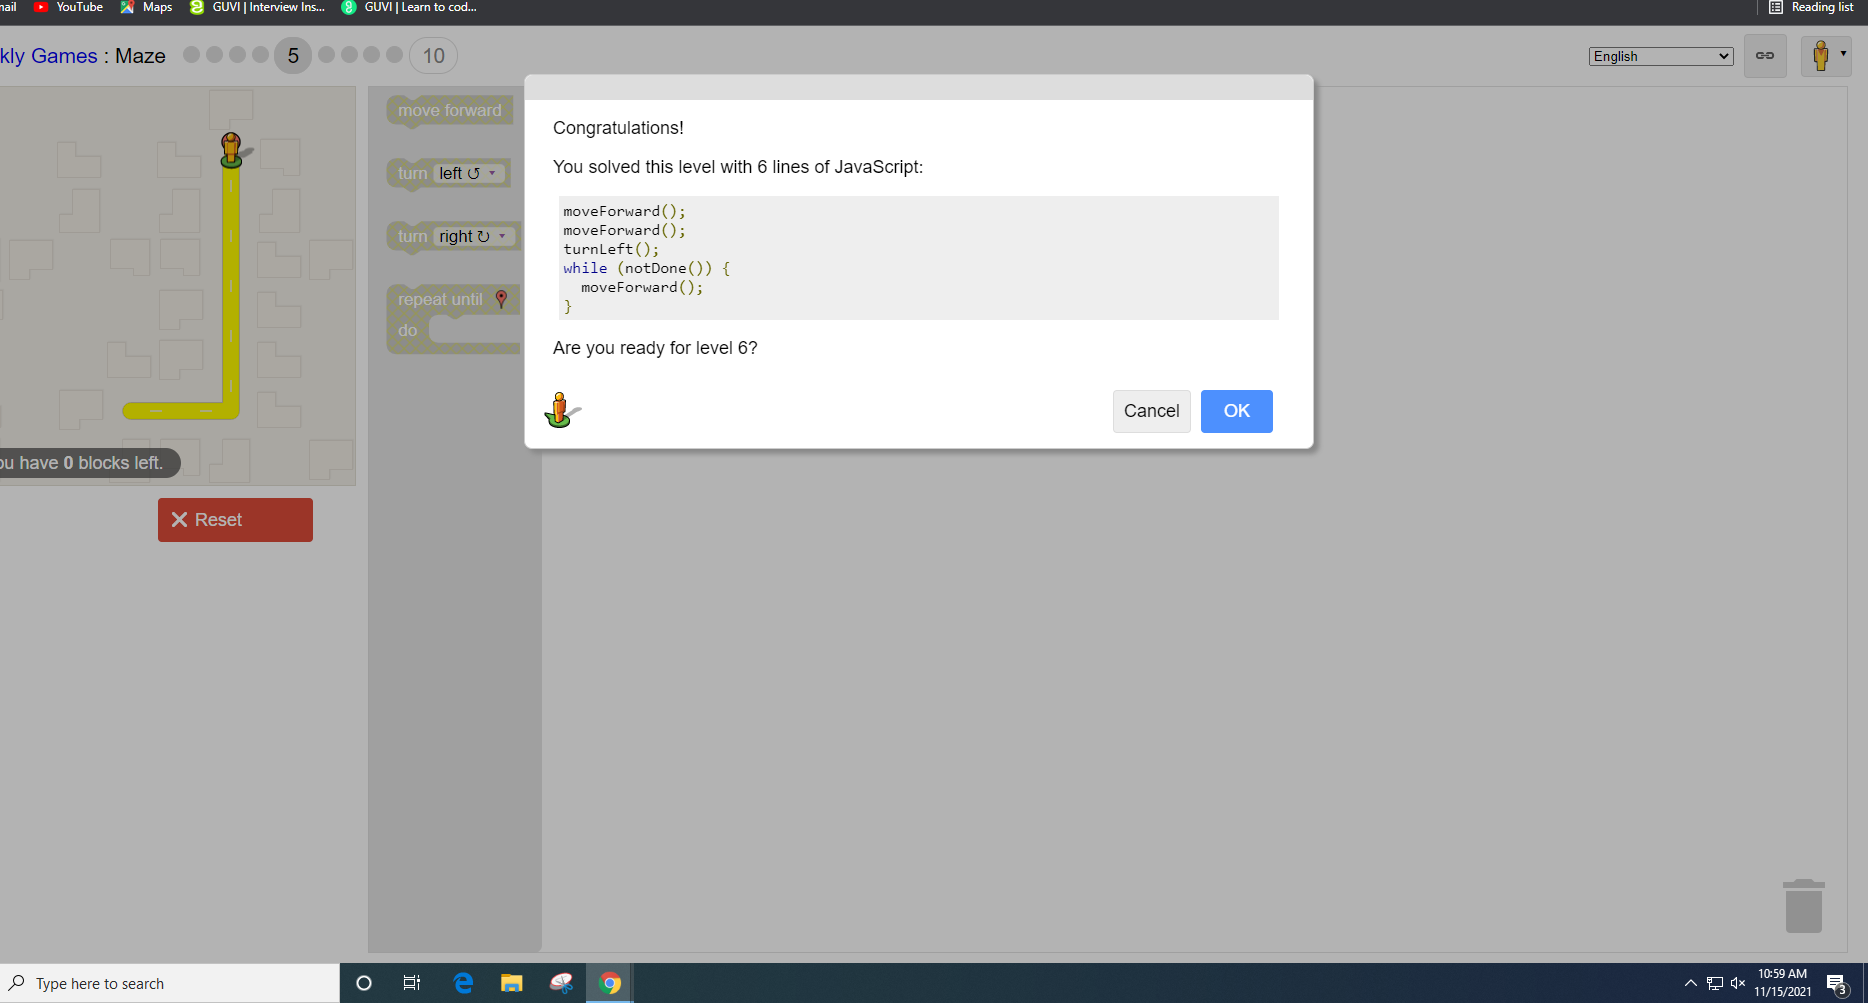 mail YouTube Maps GUVI | Interview Ins... GUVI | Learn to cod... Reading list
kly Games : Maze 5 10 English
move forward
turn left ↺
turn right ↻
repeat until
do
ou have 0 blocks left.
Reset
Congratulations!
You solved this level with 6 lines of JavaScript:
moveForward();
moveForward();
turnLeft();
while (notDone()) {
  moveForward();
}
Are you ready for level 6?
Cancel OK
Type here to search
10:59 AM
11/15/2021
3